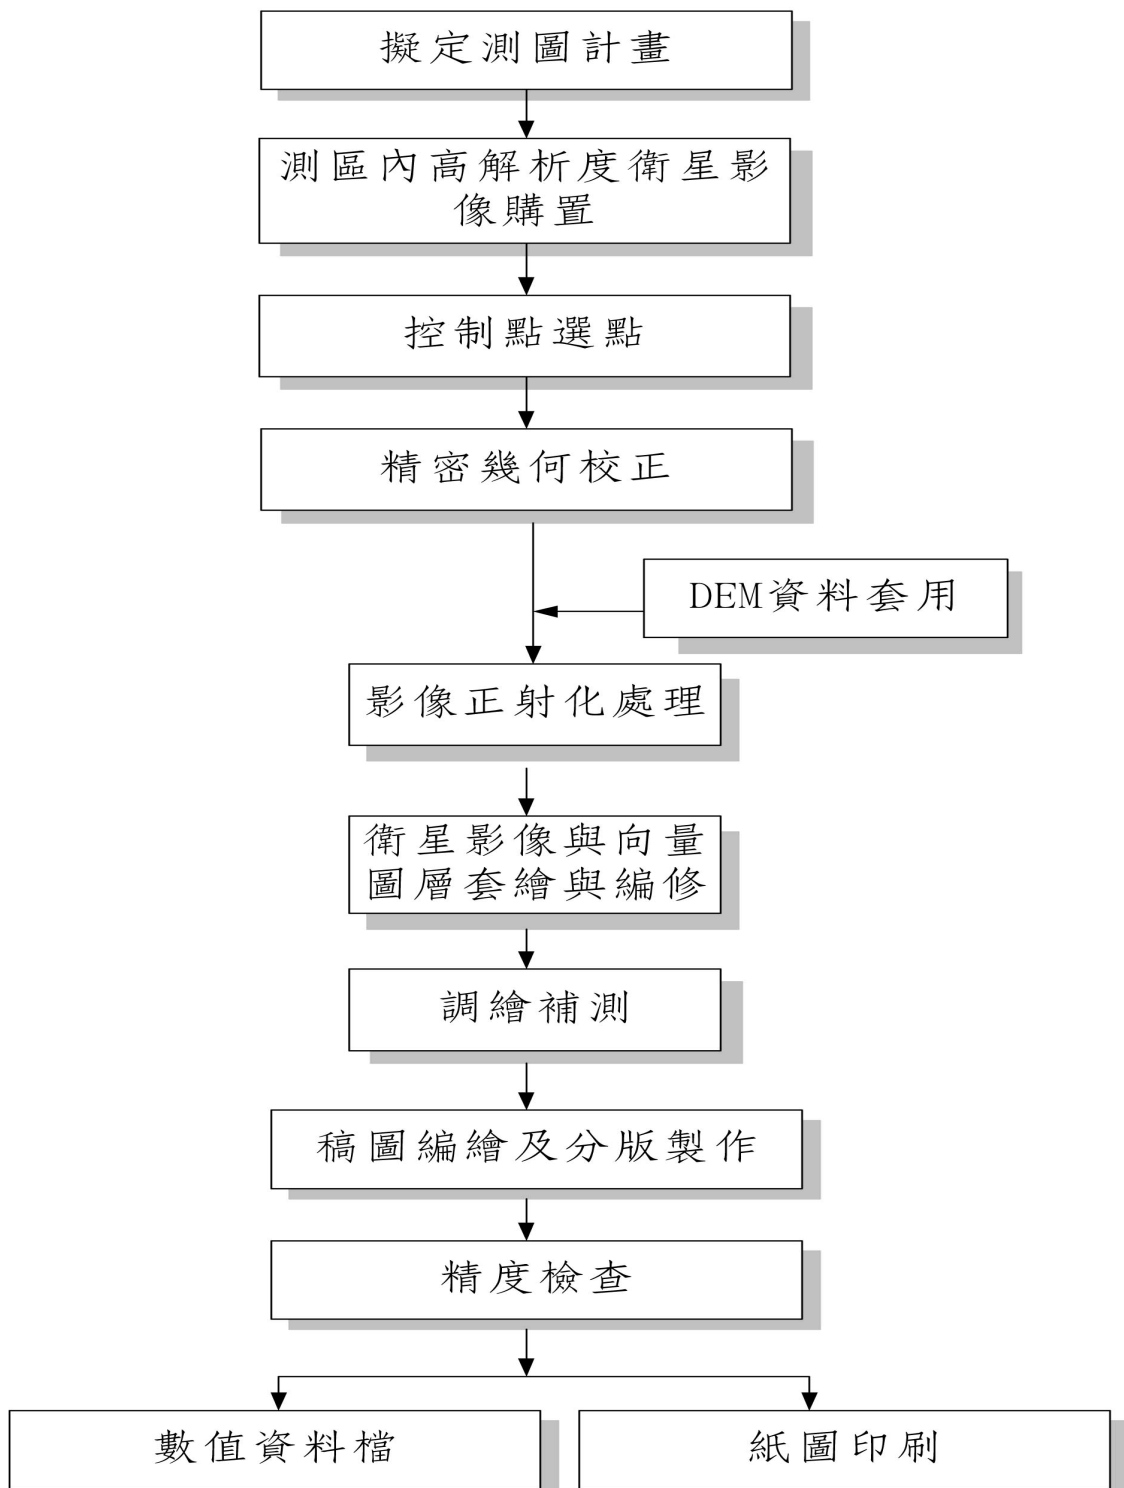 擬定測圖計畫
測區內高解析度衛星影
像購置
控制點選點
精密幾何校正
DEM資料套用
影像正射化處理
衛星影像與向量
圖層套繪與編修
調繪補測
稿圖編繪及分版製作
精度檢查
數值資料檔
紙圖印刷